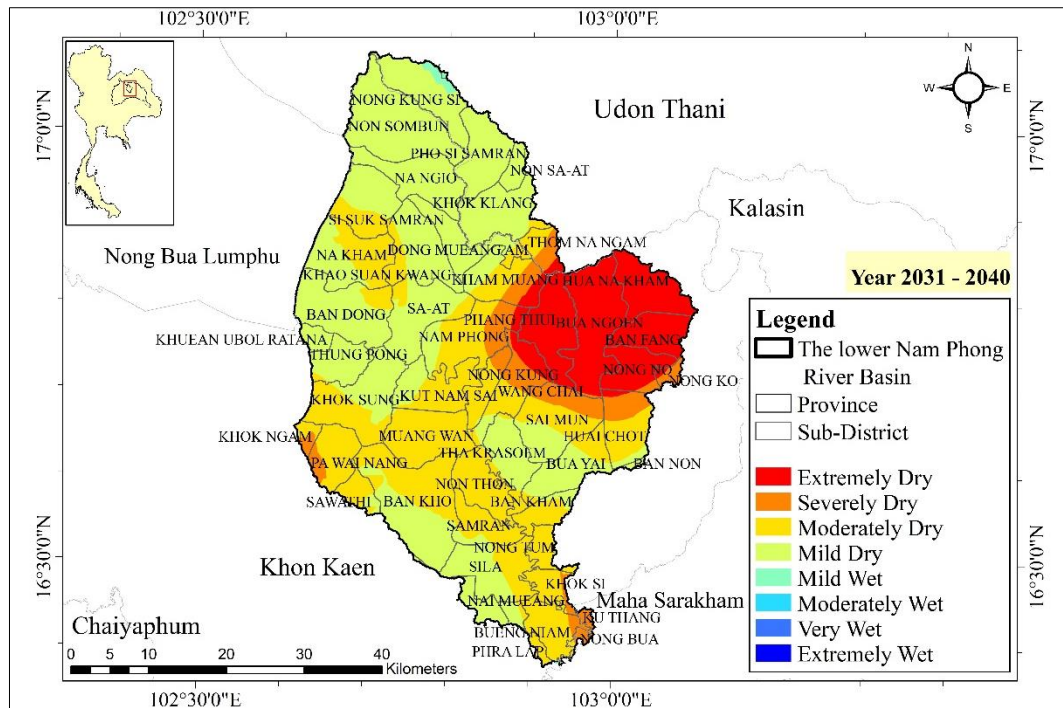 102°30'0"E
103°0'0"E
17°0'0"N
17°0'0"N
N
W
E
S
Udon Thani
Kalasin
Nong Bua Lumphu
NONG KUNG SI
NON SOMBUN
PHO SI SAMRAN
NON SA-AT
NA NGIO
KHOK KLANG
SI SUK SAMRAN
THOM NA NGAM
DONG MUEANG AM
NA KHAM
KHAO SUAN KWANG
KHAM MUANG
HUA NA KHAM
Year 2031 - 2040
SA-AT
BAN DONG
PHANG THUI
BUA NGOEN
KHUEAN UBOL RATANA
NAM PHONG
BAN FANG
THUNG PONG
NONG KUNG
NONG NO
NONG KO
KHOK SUNG
KUT NAM SAI
WANG CHAI
SAI MUN
KHOK NGAM
MUANG WAN
HUAI CHOT
THA KRASOLM
PA WAI NANG
BUA YAI
BAN NON
NON THON
SAWATHI
BAN KHO
BAN KHAM
SAMRAN
NONG TUM
SILA
KHOK SI
NAI MUEANG
KU THANG
BUENG NIAM
NONG BUA
PHRA LAP
Khon Kaen
Maha Sarakham
Chaiyaphum
16°30'0"N
16°30'0"N
Legend
The lower Nam Phong
River Basin
Province
Sub-District
Extremely Dry
Severely Dry
Moderately Dry
Mild Dry
Mild Wet
Moderately Wet
Very Wet
Extremely Wet
0 5 10 20 30 40
Kilometers
102°30'0"E
103°0'0"E